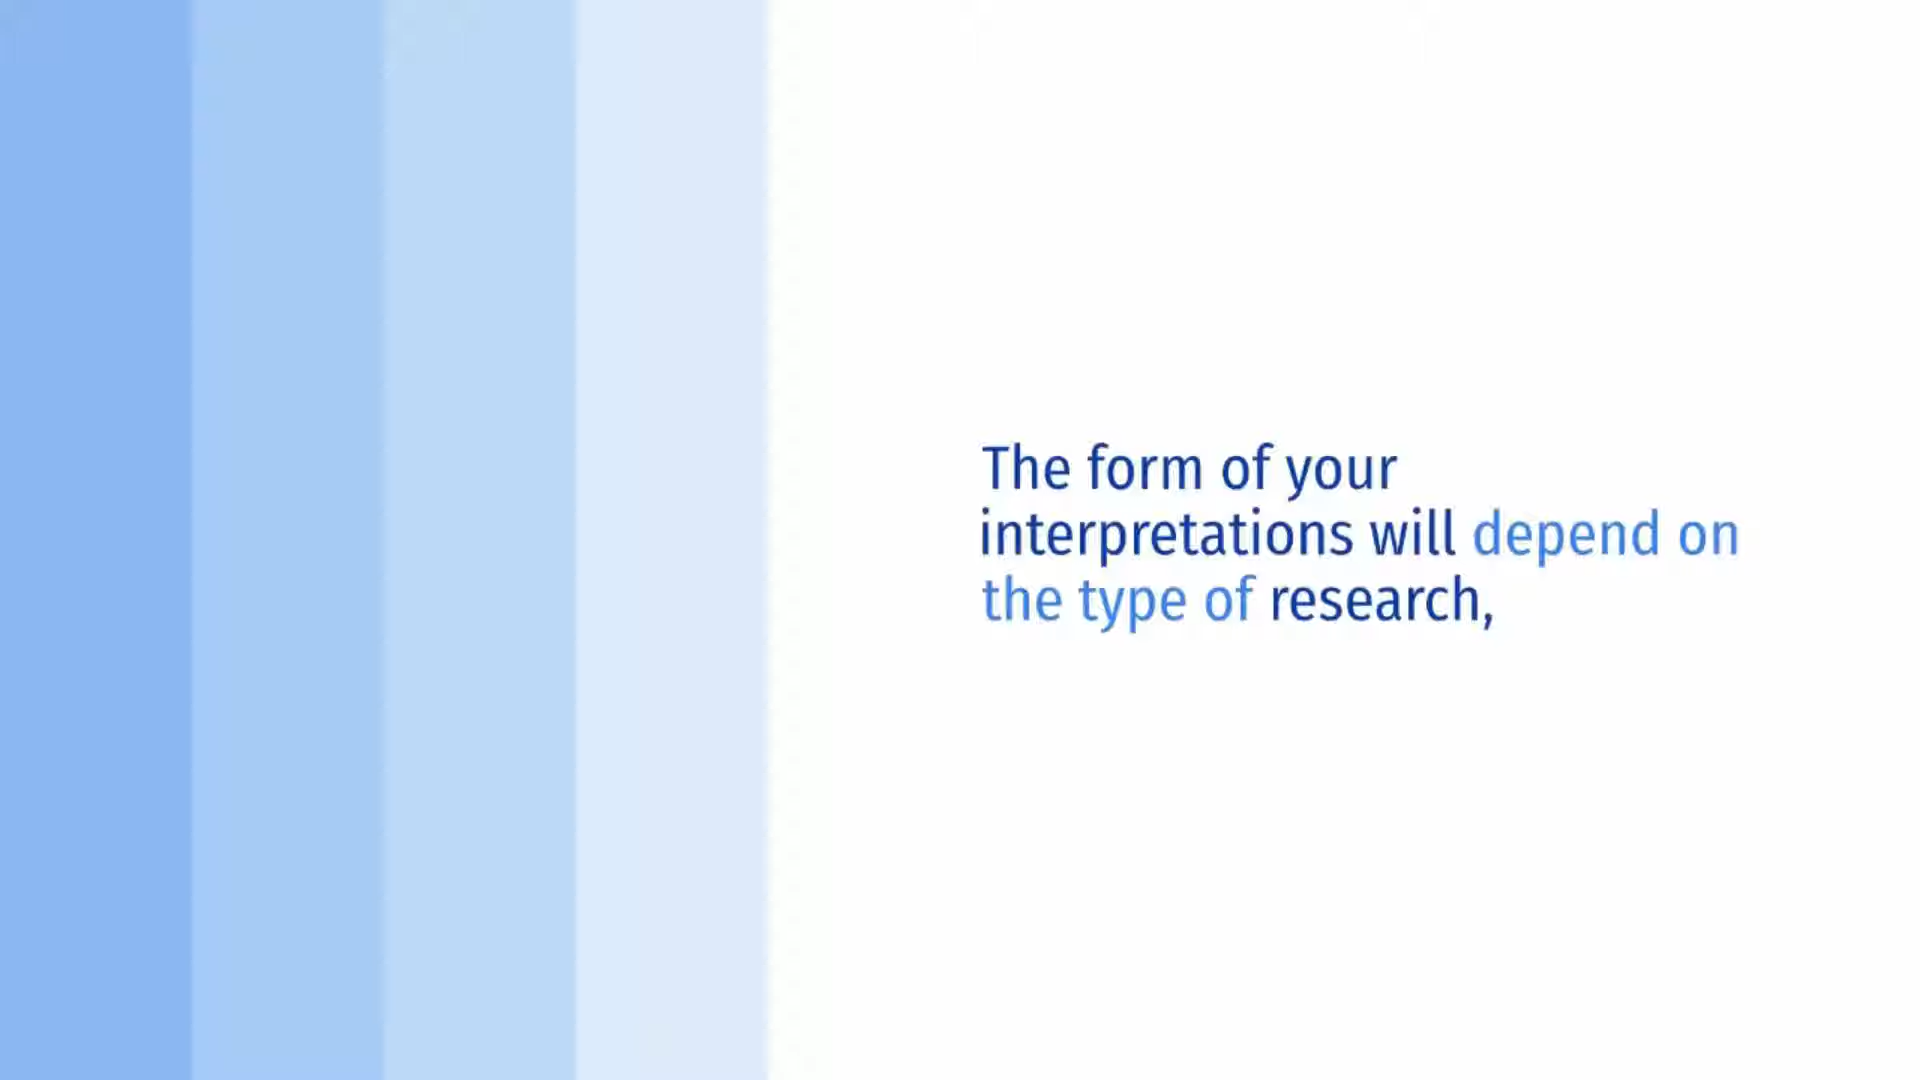 The form of your
interpretations will depend on
the type of research,